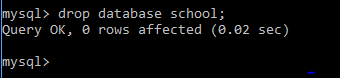 mysql> drop database school;
Query OK, 0 rows affected (0.02 sec)
mysql>